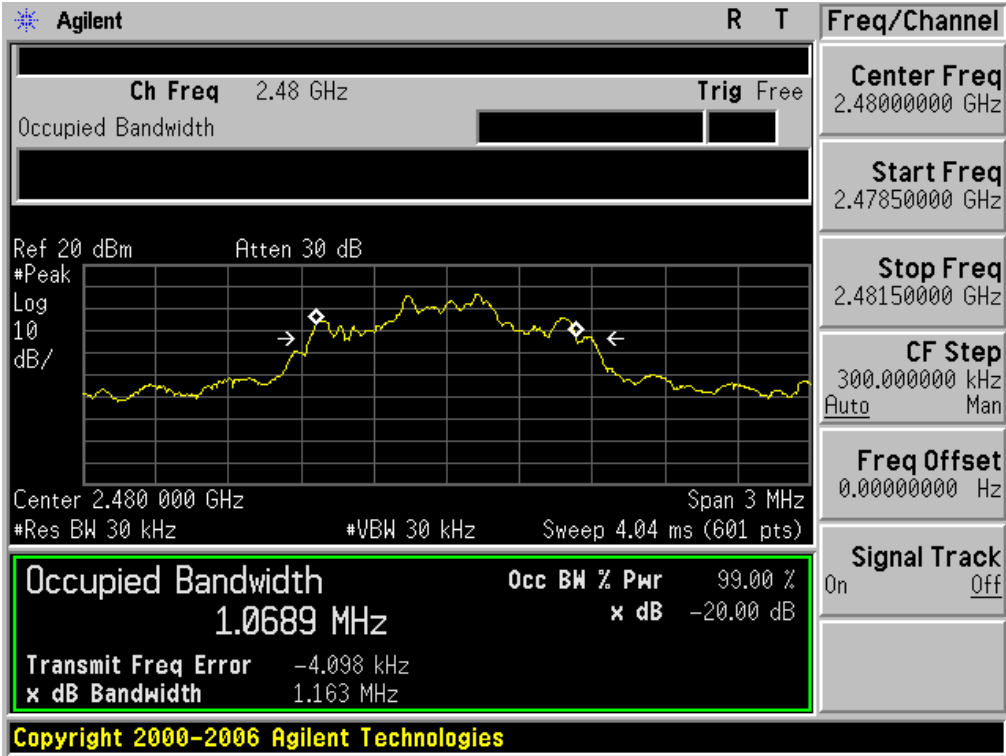 Agilent R T Freq/Channel
Ch Freq 2.48 GHz Trig Free
Occupied Bandwidth
Center Freq
2.48000000 GHz
Start Freq
2.47850000 GHz
Stop Freq
2.48150000 GHz
CF Step
300.000000 kHz
Auto Man
Freq Offset
0.00000000 Hz
Signal Track
On Off
Ref 20 dBm Atten 30 dB
#Peak
Log
10
dB/
Center 2.480 000 GHz Span 3 MHz
#Res BW 30 kHz #VBW 30 kHz Sweep 4.04 ms (601 pts)
Occupied Bandwidth Occ BW % Pwr 99.00 %
1.0689 MHz x dB -20.00 dB
Transmit Freq Error -4.098 kHz
x dB Bandwidth 1.163 MHz
Copyright 2000-2006 Agilent Technologies